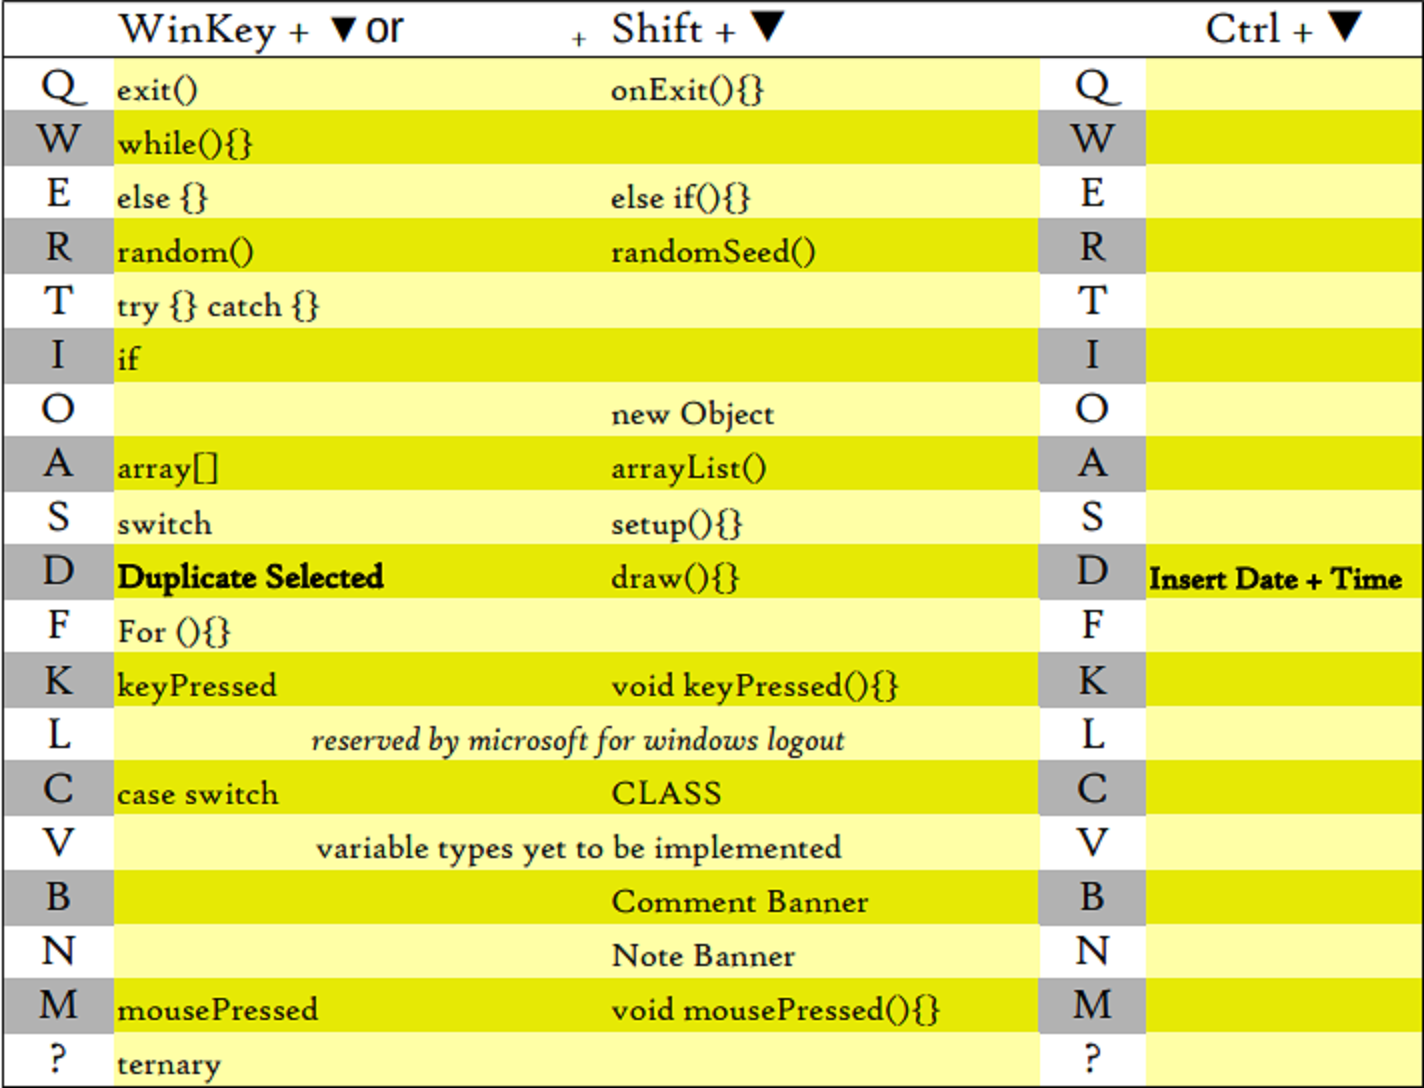 WinKey + ▼ or + Shift + ▼ Ctrl + ▼
Q exit() onExit(){} Q
W while(){} W
E else {} else if(){} E
R random() randomSeed() R
T try {} catch {} T
I if I
O new Object O
A array[] arrayList() A
S switch setup(){} S
D Duplicate Selected draw(){} D Insert Date + Time
F For (){} F
K keyPressed void keyPressed(){} K
L reserved by microsoft for windows logout L
C case switch CLASS C
V variable types yet to be implemented V
B Comment Banner B
N Note Banner N
M mousePressed void mousePressed(){} M
? ternary ?